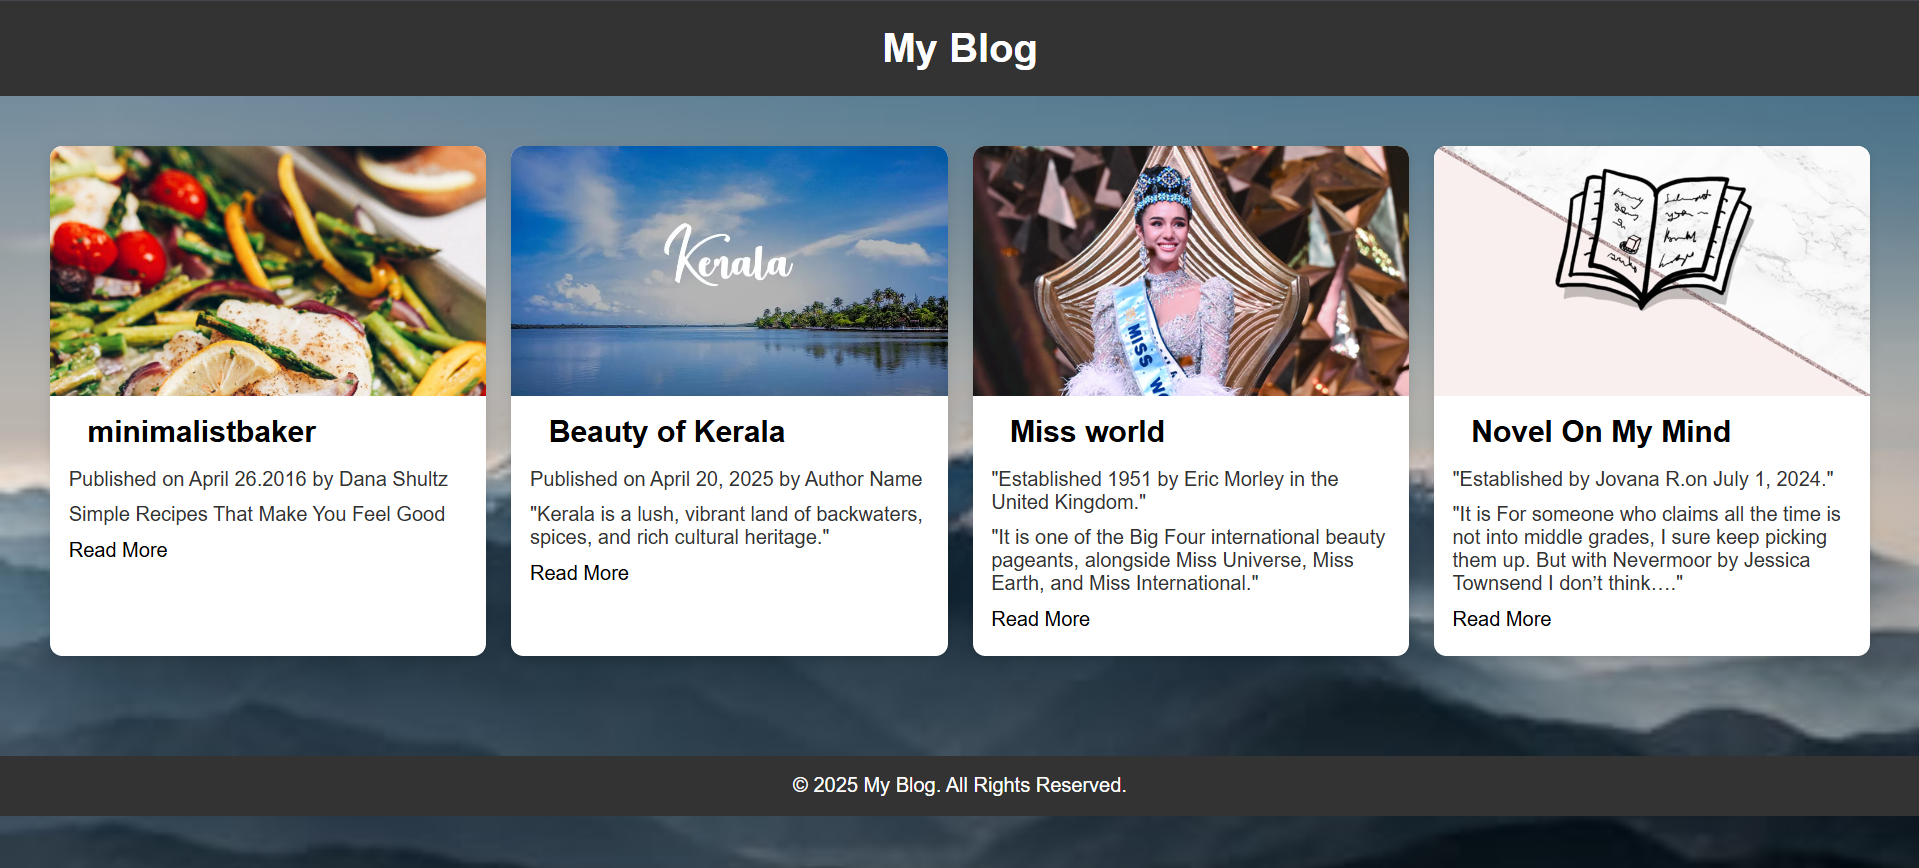 My Blog
Kerala
MISS W
minimalistbaker
Published on April 26.2016 by Dana Shultz
Simple Recipes That Make You Feel Good
Read More
Beauty of Kerala
Published on April 20, 2025 by Author Name
"Kerala is a lush, vibrant land of backwaters,
spices, and rich cultural heritage."
Read More
Miss world
"Established 1951 by Eric Morley in the
United Kingdom."
"It is one of the Big Four international beauty
pageants, alongside Miss Universe, Miss
Earth, and Miss International."
Read More
Novel On My Mind
"Established by Jovana R.on July 1, 2024."
"It is For someone who claims all the time is
not into middle grades, I sure keep picking
them up. But with Nevermoor by Jessica
Townsend I don’t think…."
Read More
© 2025 My Blog. All Rights Reserved.